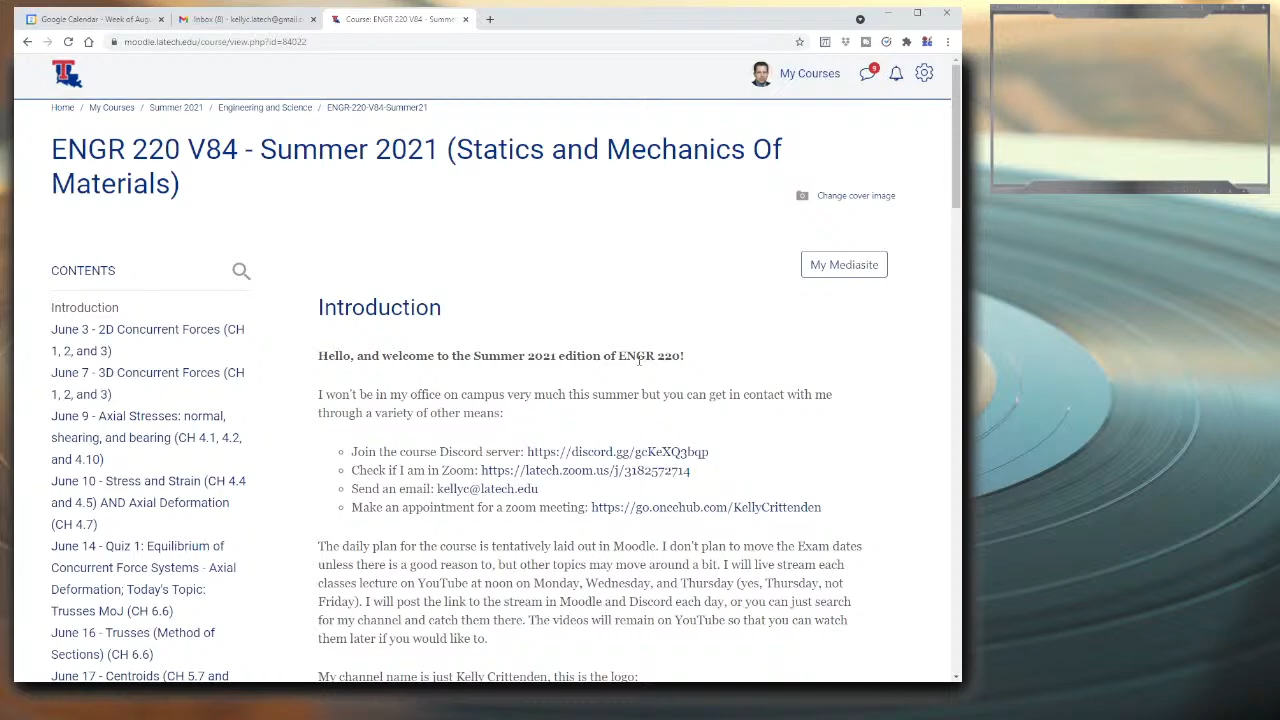 Google Calendar - Week of Augu
Inbox (8) - kellyc.latech@gmail.c
Course: ENGR 220 V84 - Summe
moodle.latech.edu/course/view.php?id=84022
My Courses
9
Home / My Courses / Summer 2021 / Engineering and Science / ENGR-220-V84-Summer21
ENGR 220 V84 - Summer 2021 (Statics and Mechanics Of
Materials)
Change cover image
My Mediasite
CONTENTS
Introduction
June 3 - 2D Concurrent Forces (CH
1, 2, and 3)
June 7 - 3D Concurrent Forces (CH
1, 2, and 3)
June 9 - Axial Stresses: normal,
shearing, and bearing (CH 4.1, 4.2,
and 4.10)
June 10 - Stress and Strain (CH 4.4
and 4.5) AND Axial Deformation
(CH 4.7)
June 14 - Quiz 1: Equilibrium of
Concurrent Force Systems - Axial
Deformation; Today's Topic:
Trusses MoJ (CH 6.6)
June 16 - Trusses (Method of
Sections) (CH 6.6)
June 17 - Centroids (CH 5.7 and
Introduction
Hello, and welcome to the Summer 2021 edition of ENGR 220!
I won't be in my office on campus very much this summer but you can get in contact with me
through a variety of other means:
Join the course Discord server: https://discord.gg/gcKeXQ3bqp
Check if I am in Zoom: https://latech.zoom.us/j/3182572714
Send an email: kellyc@latech.edu
Make an appointment for a zoom meeting: https://go.oncehub.com/KellyCrittenden
The daily plan for the course is tentatively laid out in Moodle. I don't plan to move the Exam dates
unless there is a good reason to, but other topics may move around a bit. I will live stream each
classes lecture on YouTube at noon on Monday, Wednesday, and Thursday (yes, Thursday, not
Friday). I will post the link to the stream in Moodle and Discord each day, or you can just search
for my channel and catch them there. The videos will remain on YouTube so that you can watch
them later if you would like to.
My channel name is just Kelly Crittenden, this is the logo: